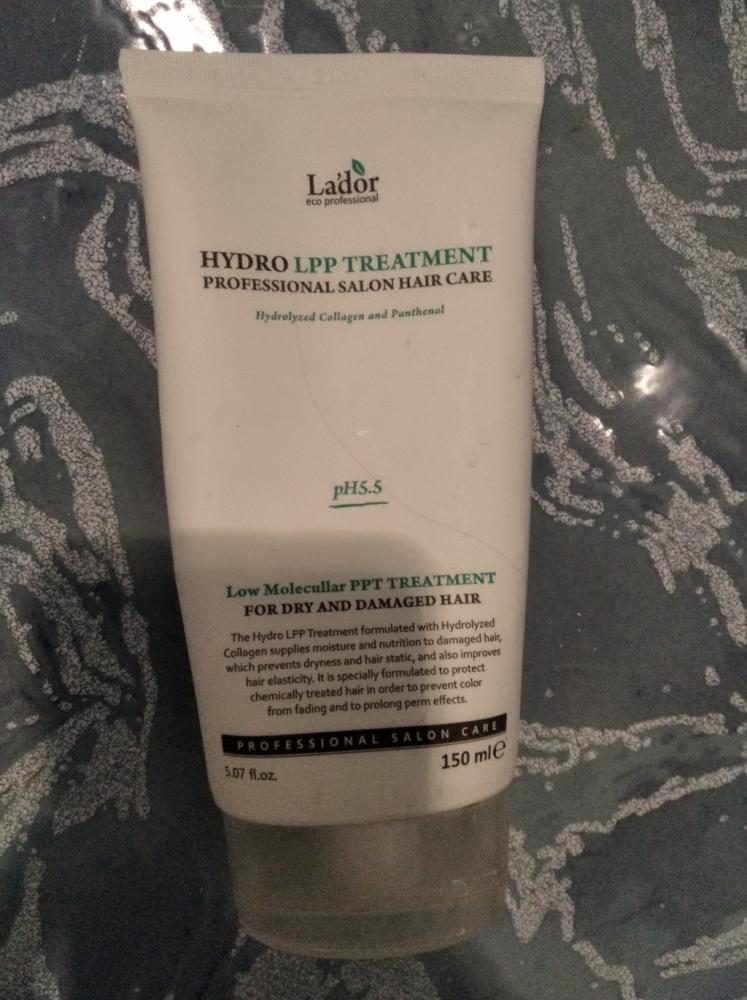 La'dor
eco professional
HYDRO LPP TREATMENT
PROFESSIONAL SALON HAIR CARE
Hydrolyzed Collagen and Panthenol
pH5.5
Low Molecullar PPT TREATMENT
FOR DRY AND DAMAGED HAIR
The Hydro LPP Treatment formulated with Hydrolyzed
Collagen supplies moisture and nutrition to damaged hair,
which prevents dryness and hair static, and also improves
hair elasticity. It is specially formulated to protect
chemically treated hair in order to prevent color
from fading and to prolong perm effects.
PROFESSIONAL SALON CARE
5.07 fl.oz.
150 ml℮